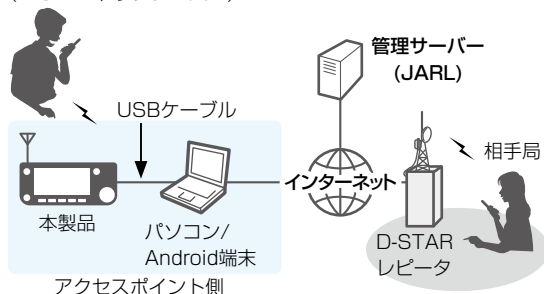 管理サーバー
(JARL)
USBケーブル
インターネット
相手局
本製品
パソコン/
Android端末
D-STAR
レピータ
アクセスポイント側